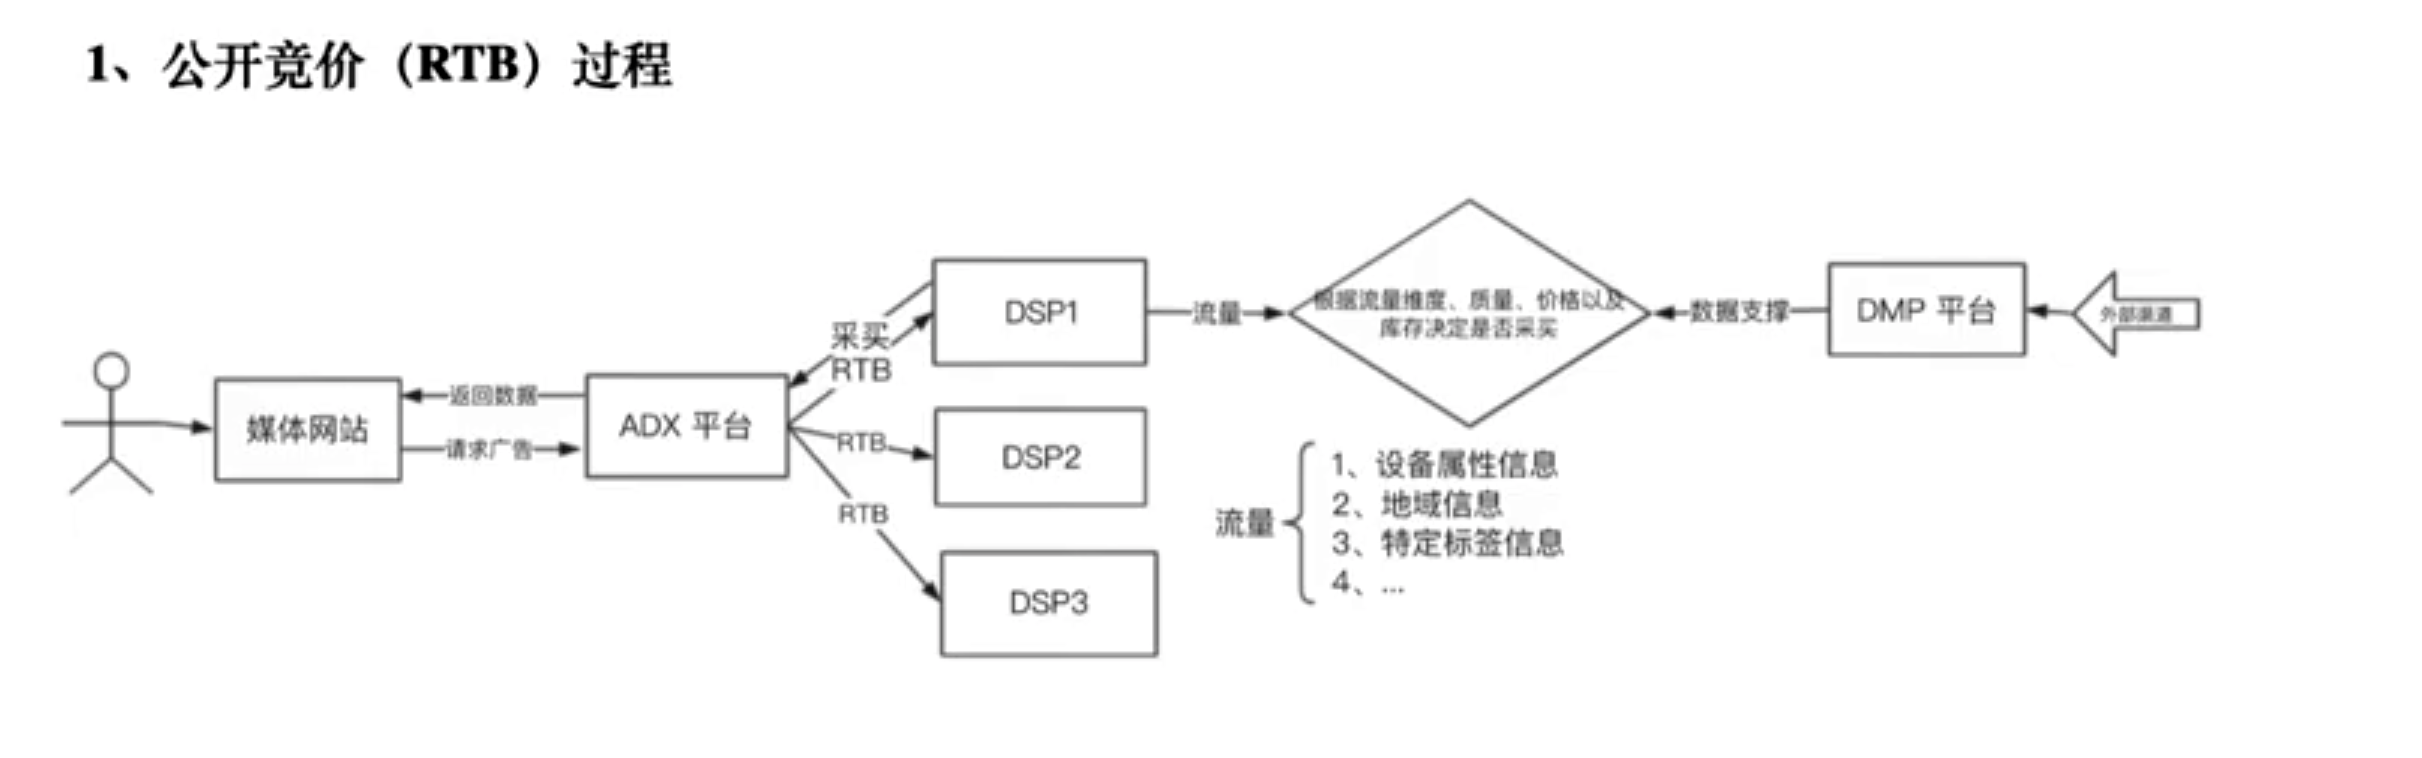 1、公开竞价（RTB）过程
媒体网站
返回数据
请求广告
ADX 平台
采买
RTB
RTB
RTB
DSP1
DSP2
DSP3
流量
根据流量维度、质量、价格以及
库存决定是否采买
数据支撑
DMP 平台
外部渠道
流量
1、设备属性信息
2、地域信息
3、特定标签信息
4、...